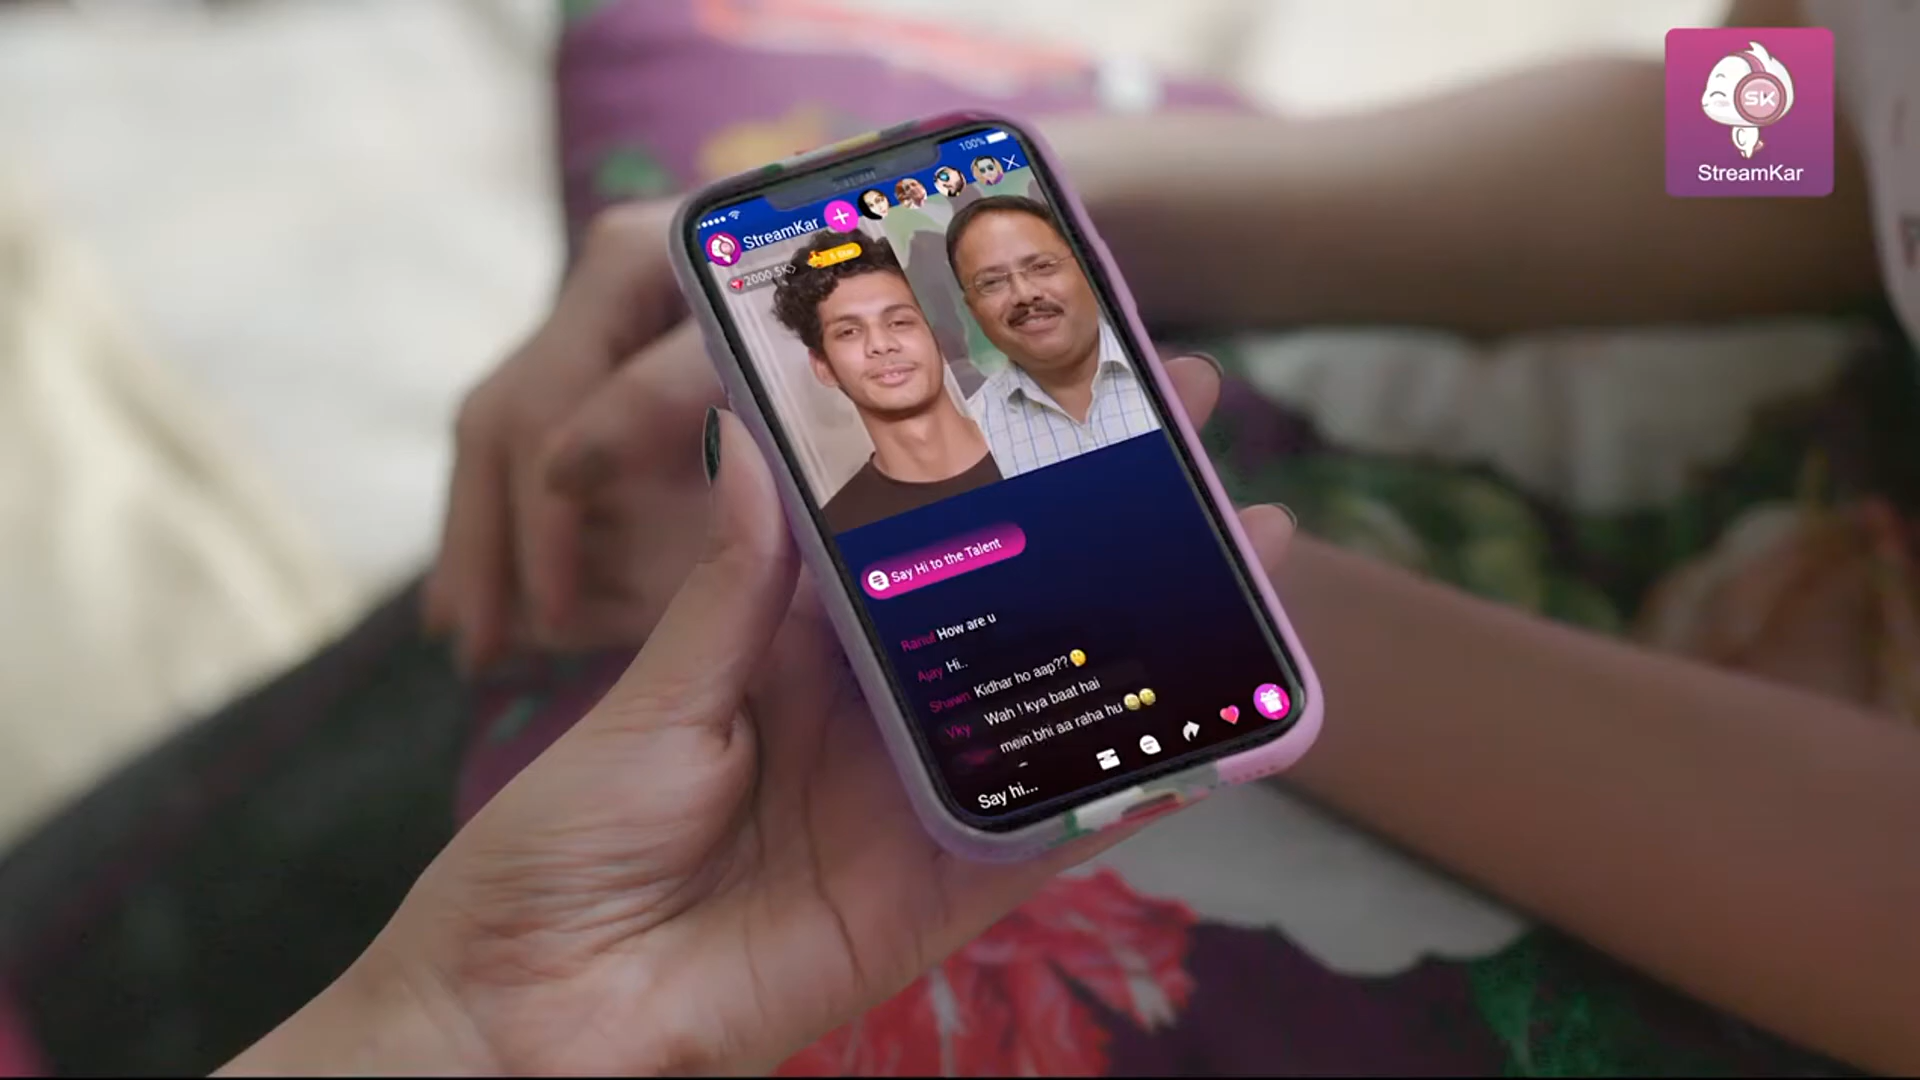 SK
StreamKar
100%
StreamKar
2000.5K
Say Hi to the Talent
Rahul How are u
Ajay Hi..
Shawn Kidhar ho aap??
Vky Wah ! kya baat hai
mein bhi aa raha hu
Say hi...